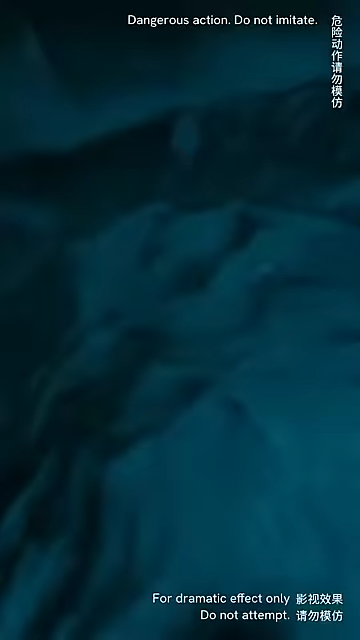 Dangerous action. Do not imitate.
危险动作请勿模仿
For dramatic effect only 影视效果
Do not attempt. 请勿模仿